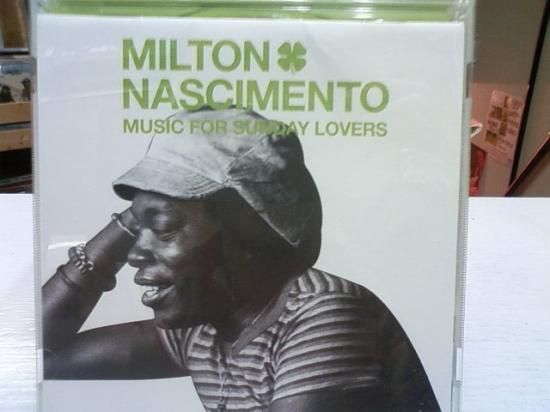 MILTON
NASCIMENTO
MUSIC FOR SUNDAY LOVERS